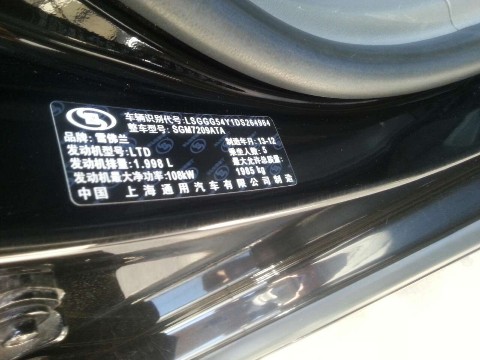 车辆识别代号: LSGGG54Y1DS264964
整车型号: SGM7209ATA
品牌: 雪佛兰 制造年月: 13-12
发动机型号: LTD 乘坐人数: 5
发动机排量: 1.998 L 最大允许总质量:
发动机最大净功率: 108kW 1985 kg
中国 上海通用汽车有限公司制造